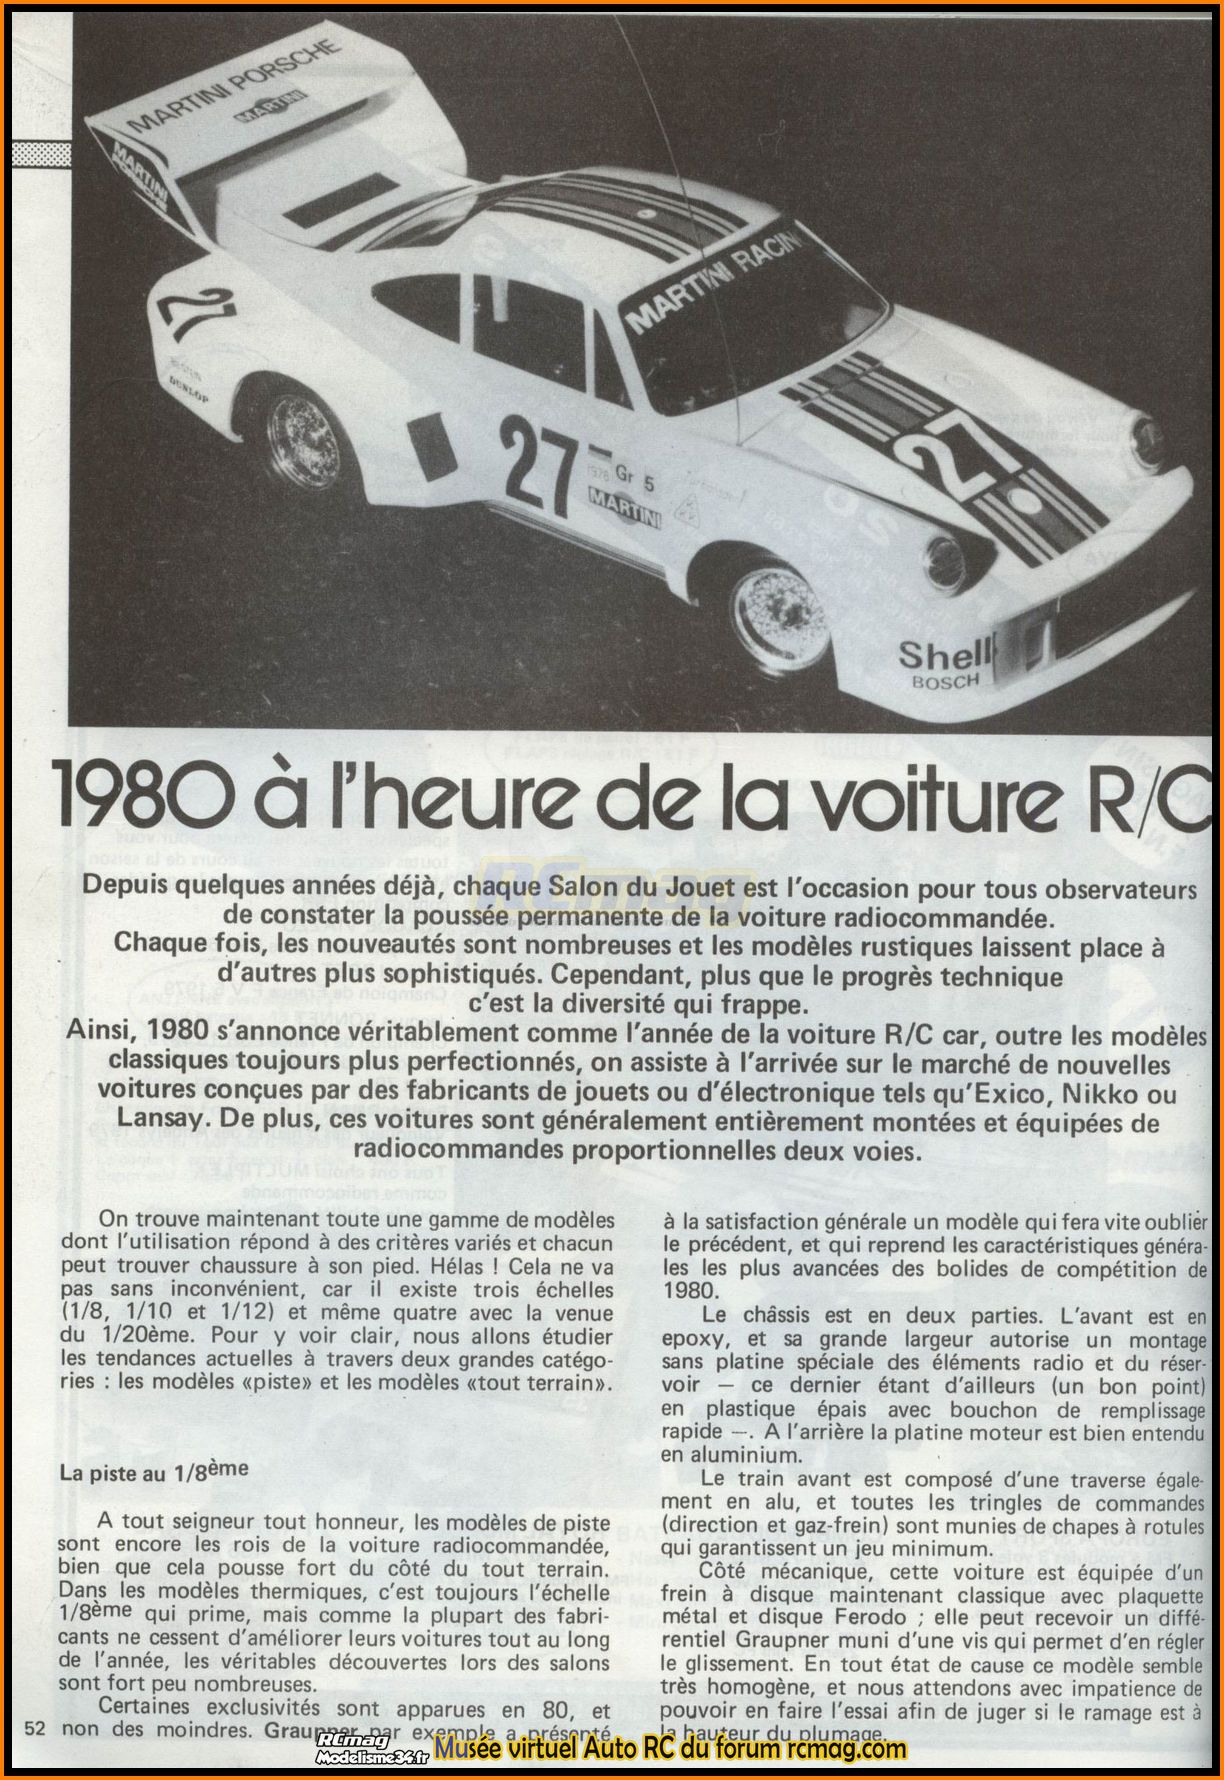 MARTINI PORSCHE
MARTINI
MARTINI
PORSCHE
27
DUNLOP
MARTINI RACING
27
1976 Gr 5
MARTINI
27
Shell
BOSCH
1980 à l'heure de la voiture R/C
RCmag
Depuis quelques années déjà, chaque Salon du Jouet est l'occasion pour tous observateurs
de constater la poussée permanente de la voiture radiocommandée.
Chaque fois, les nouveautés sont nombreuses et les modèles rustiques laissent place à
d'autres plus sophistiqués. Cependant, plus que le progrès technique
c'est la diversité qui frappe.
Ainsi, 1980 s'annonce véritablement comme l'année de la voiture R/C car, outre les modèles
classiques toujours plus perfectionnés, on assiste à l'arrivée sur le marché de nouvelles
voitures conçues par des fabricants de jouets ou d'électronique tels qu'Exico, Nikko ou
Lansay. De plus, ces voitures sont généralement entièrement montées et équipées de
radiocommandes proportionnelles deux voies.
On trouve maintenant toute une gamme de modèles
dont l'utilisation répond à des critères variés et chacun
peut trouver chaussure à son pied. Hélas ! Cela ne va
pas sans inconvénient, car il existe trois échelles
(1/8, 1/10 et 1/12) et même quatre avec la venue
du 1/20ème. Pour y voir clair, nous allons étudier
les tendances actuelles à travers deux grandes catégo-
ries : les modèles «piste» et les modèles «tout terrain».
La piste au 1/8ème
A tout seigneur tout honneur, les modèles de piste
sont encore les rois de la voiture radiocommandée,
bien que cela pousse fort du côté du tout terrain.
Dans les modèles thermiques, c'est toujours l'échelle
1/8ème qui prime, mais comme la plupart des fabri-
cants ne cessent d'améliorer leurs voitures tout au long
de l'année, les véritables découvertes lors des salons
sont fort peu nombreuses.
Certaines exclusivités sont apparues en 80, et
non des moindres. Graupner par exemple a présenté
à la satisfaction générale un modèle qui fera vite oublier
le précédent, et qui reprend les caractéristiques généra-
les les plus avancées des bolides de compétition de
1980.
Le châssis est en deux parties. L'avant est en
epoxy, et sa grande largeur autorise un montage
sans platine spéciale des éléments radio et du réser-
voir — ce dernier étant d'ailleurs (un bon point)
en plastique épais avec bouchon de remplissage
rapide —. A l'arrière la platine moteur est bien entendu
en aluminium.
Le train avant est composé d'une traverse égale-
ment en alu, et toutes les tringles de commandes
(direction et gaz-frein) sont munies de chapes à rotules
qui garantissent un jeu minimum.
Côté mécanique, cette voiture est équipée d'un
frein à disque maintenant classique avec plaquette
métal et disque Ferodo ; elle peut recevoir un diffé-
rentiel Graupner muni d'une vis qui permet d'en régler
le glissement. En tout état de cause ce modèle semble
très homogène, et nous attendons avec impatience de
pouvoir en faire l'essai afin de juger si le ramage est à
la hauteur du plumage.
52
RCmag
Modelisme34.fr
Musée virtuel Auto RC du forum rcmag.com